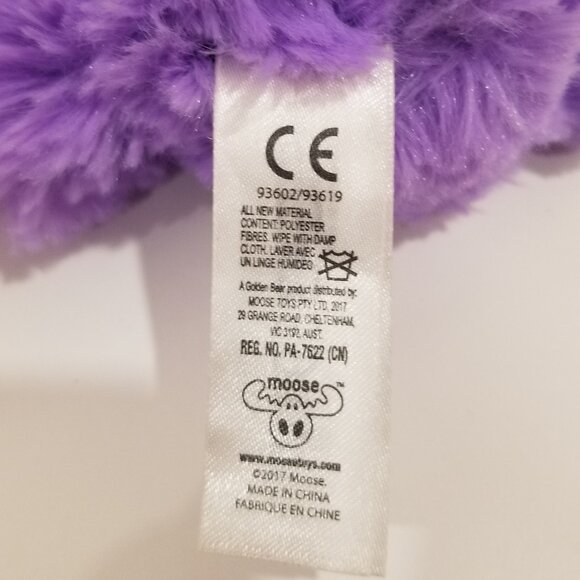 CE
93602/93619
ALL NEW MATERIAL
CONTENT: POLYESTER
FIBRES. WIPE WITH DAMP
CLOTH. LAVER AVEC
UN LINGE HUMIDEO
A Golden Bear product distributed by:
MOOSE TOYS PTY LTD, 2017
29 GRANGE ROAD, CHELTENHAM,
VIC 3192, AUST.
REG. NO. PA-7622 (CN)
moose™
www.moosetoys.com
©2017 Moose.
MADE IN CHINA
FABRIQUE EN CHINE